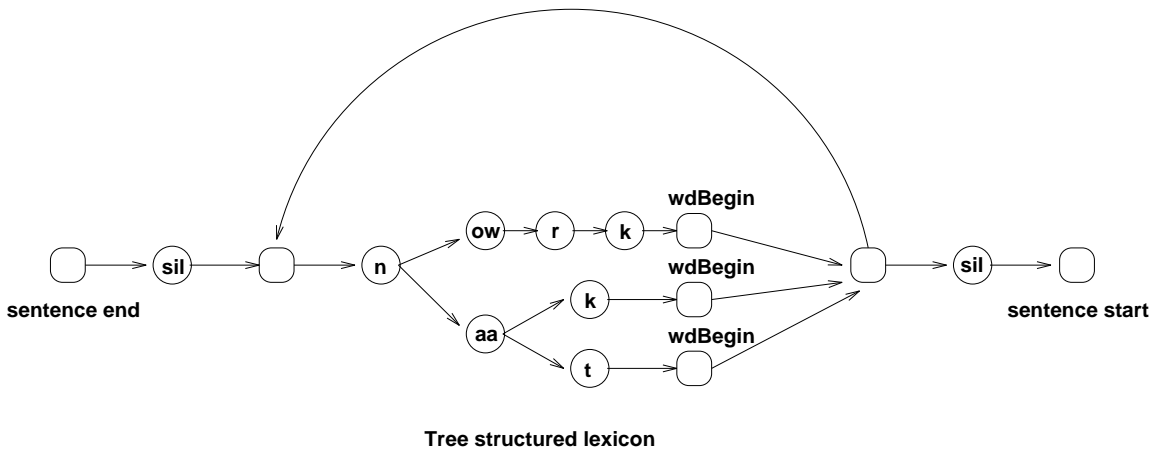 wdBegin
ow r k
sil n sil
wdBegin
sentence end k sentence start
aa
wdBegin
t
Tree structured lexicon